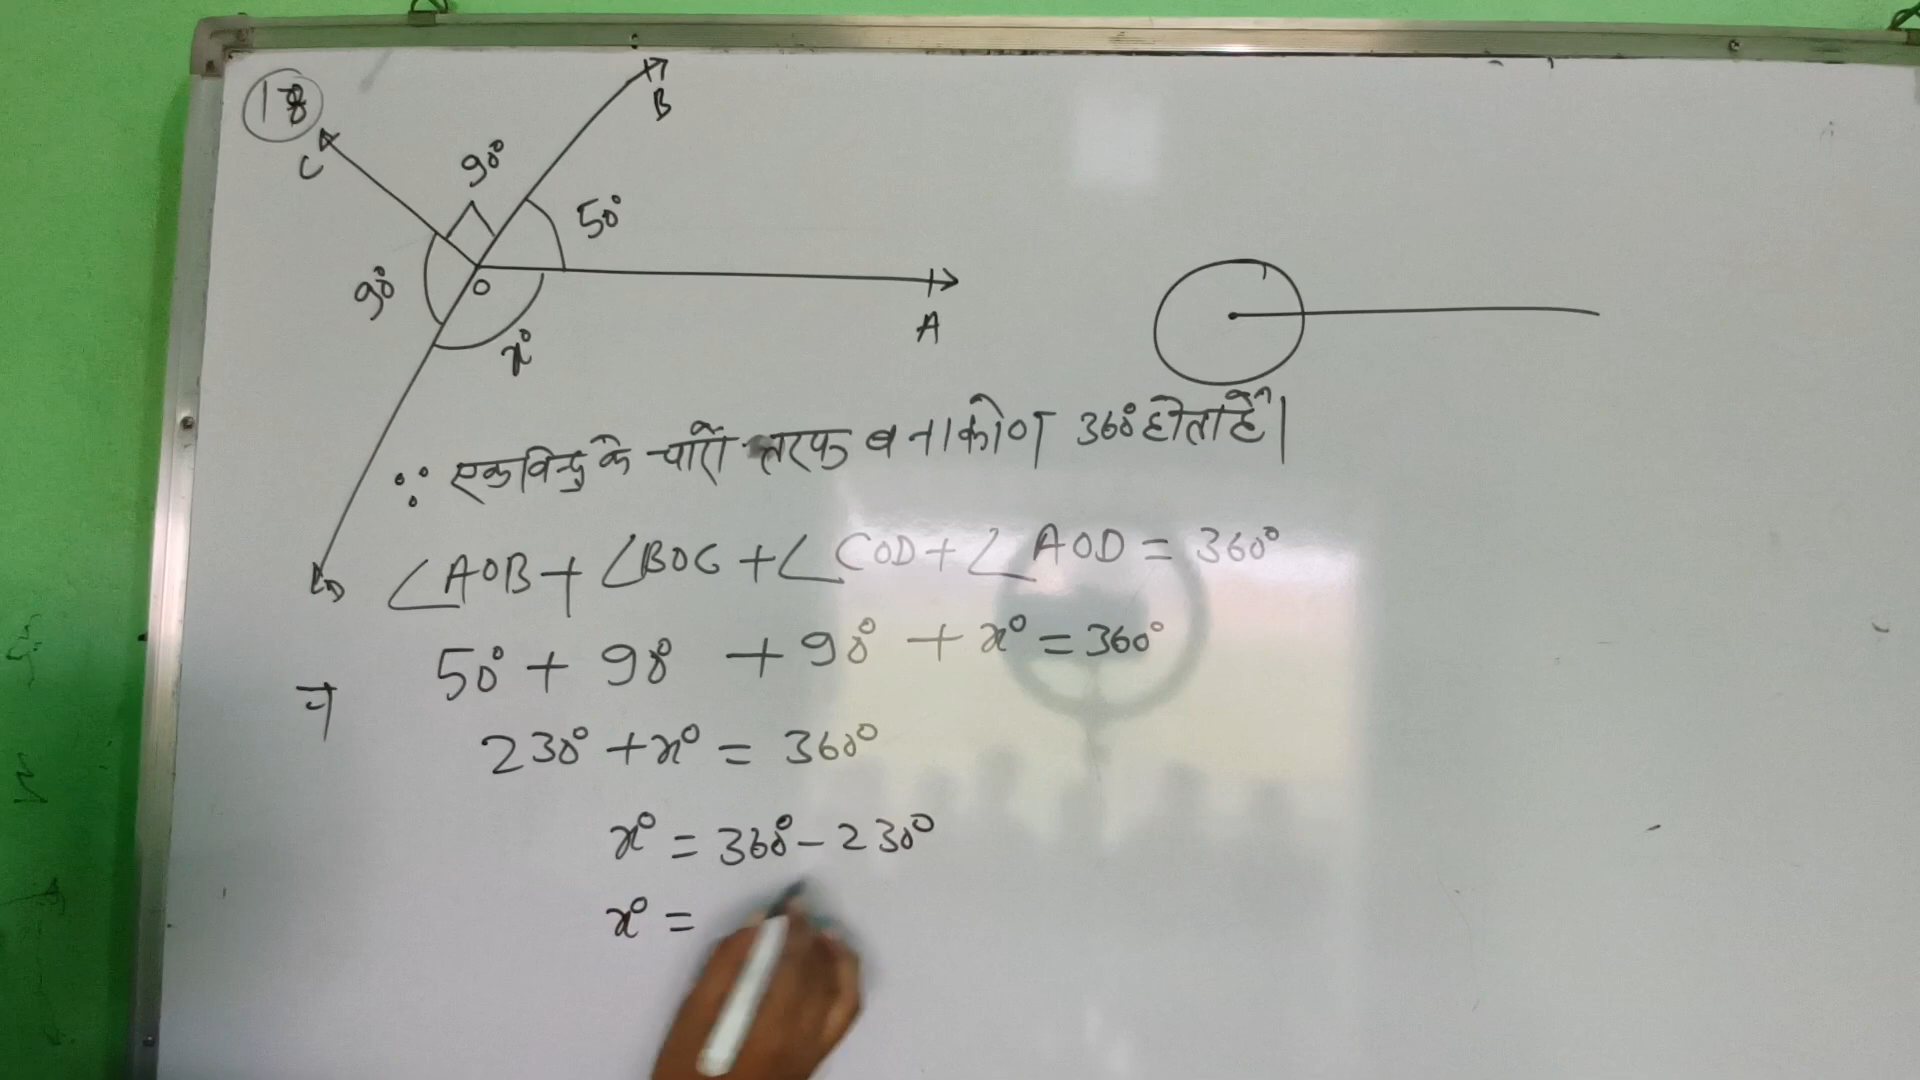 18
B
C
90°
50°
90°
O
A
x°
∵ एक बिन्दु के चारों तरफ बना कोण 360° होता हैं।
D
∠AOB + ∠BOC + ∠COD + ∠AOD = 360°
50° + 90° + 90° + x° = 360°
230° + x° = 360°
x° = 360° - 230°
x° =